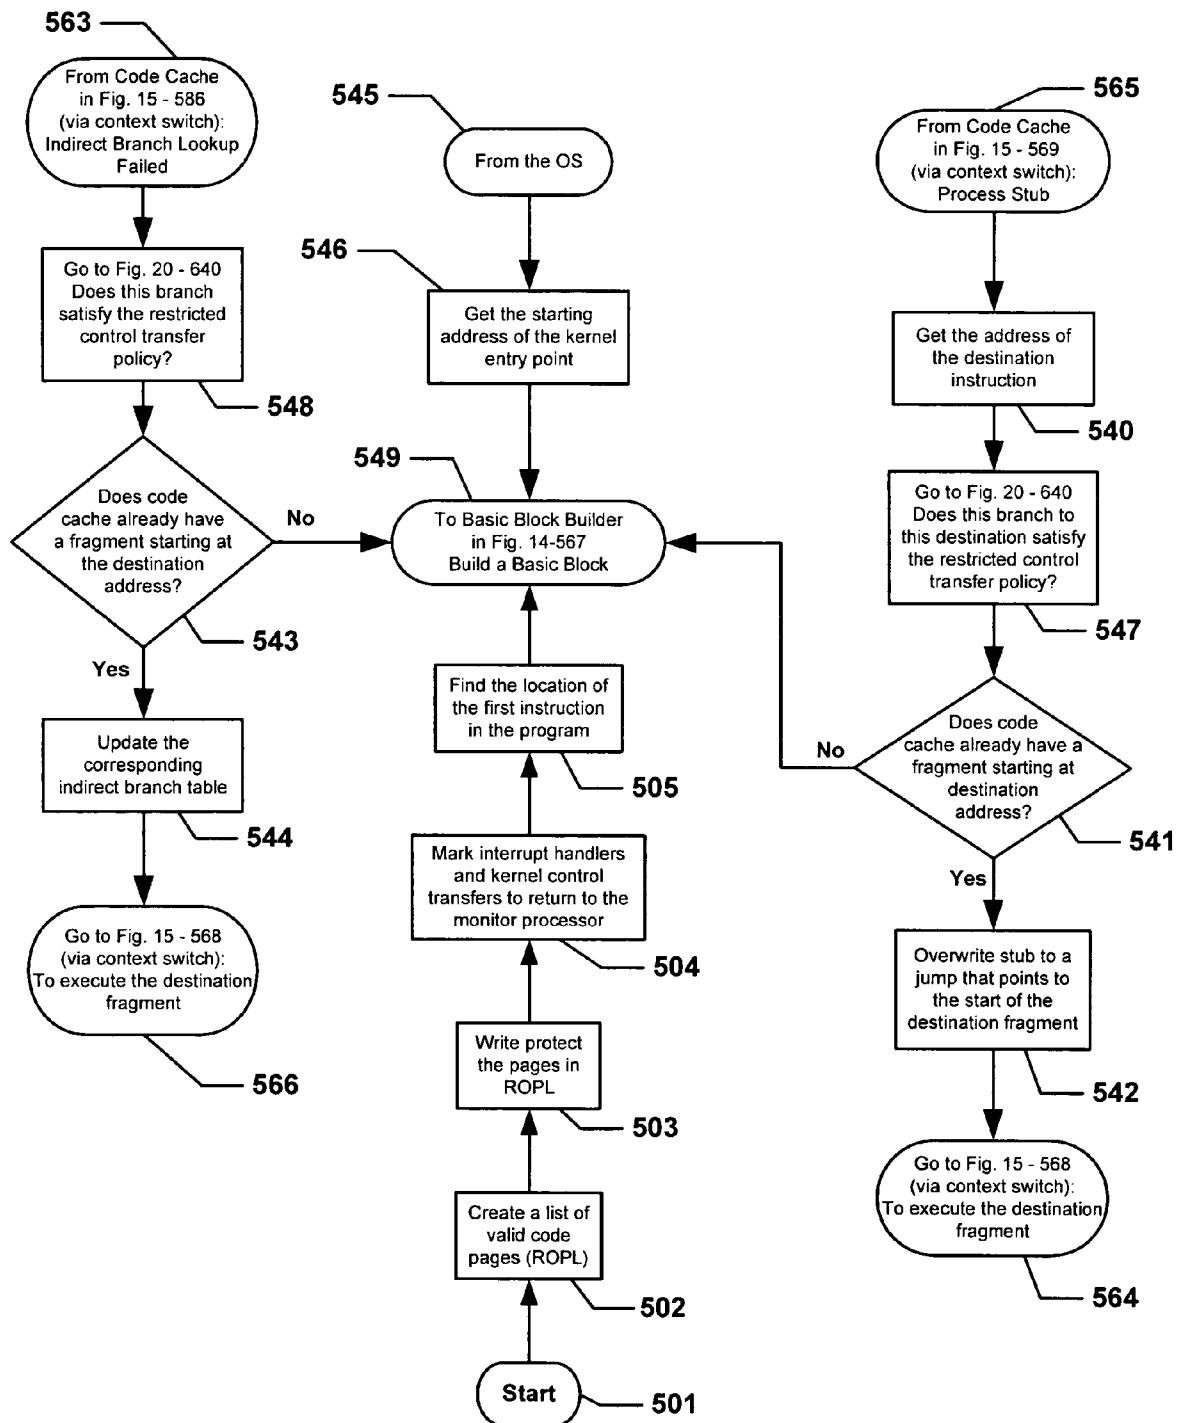 563
From Code Cache
in Fig. 15 - 586
(via context switch):
Indirect Branch Lookup
Failed
Go to Fig. 20 - 640
Does this branch
satisfy the restricted
control transfer
policy?
548
Does code
cache already have
a fragment starting at
the destination
address?
No
543
Yes
Update the
corresponding
indirect branch table
544
Go to Fig. 15 - 568
(via context switch):
To execute the destination
fragment
566
545
From the OS
546
Get the starting
address of the kernel
entry point
549
To Basic Block Builder
in Fig. 14-567
Build a Basic Block
Find the location of
the first instruction
in the program
505
Mark interrupt handlers
and kernel control
transfers to return to the
monitor processor
504
Write protect
the pages in
ROPL
503
Create a list of
valid code
pages (ROPL)
502
Start
501
565
From Code Cache
in Fig. 15 - 569
(via context switch):
Process Stub
Get the address of
the destination
instruction
540
Go to Fig. 20 - 640
Does this branch to
this destination satisfy
the restricted control
transfer policy?
547
Does code
cache already have a
fragment starting at
destination
address?
No
541
Yes
Overwrite stub to a
jump that points to
the start of the
destination fragment
542
Go to Fig. 15 - 568
(via context switch):
To execute the destination
fragment
564